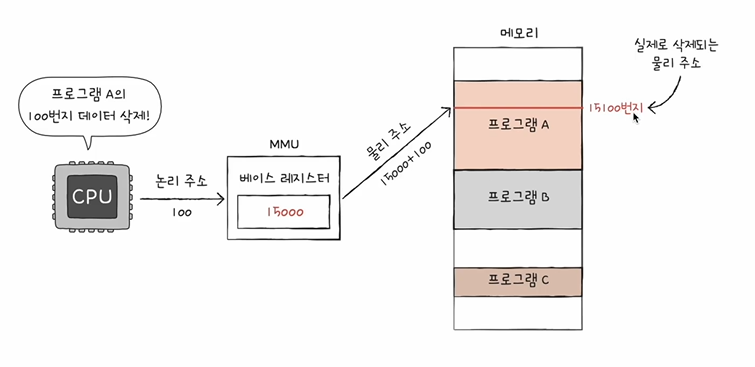 프로그램 A의
100번지 데이터 삭제!
CPU
논리 주소
100
MMU
베이스 레지스터
15000
물리 주소
15000+100
메모리
프로그램 A
프로그램 B
프로그램 C
실제로 삭제되는
물리 주소
15100번지